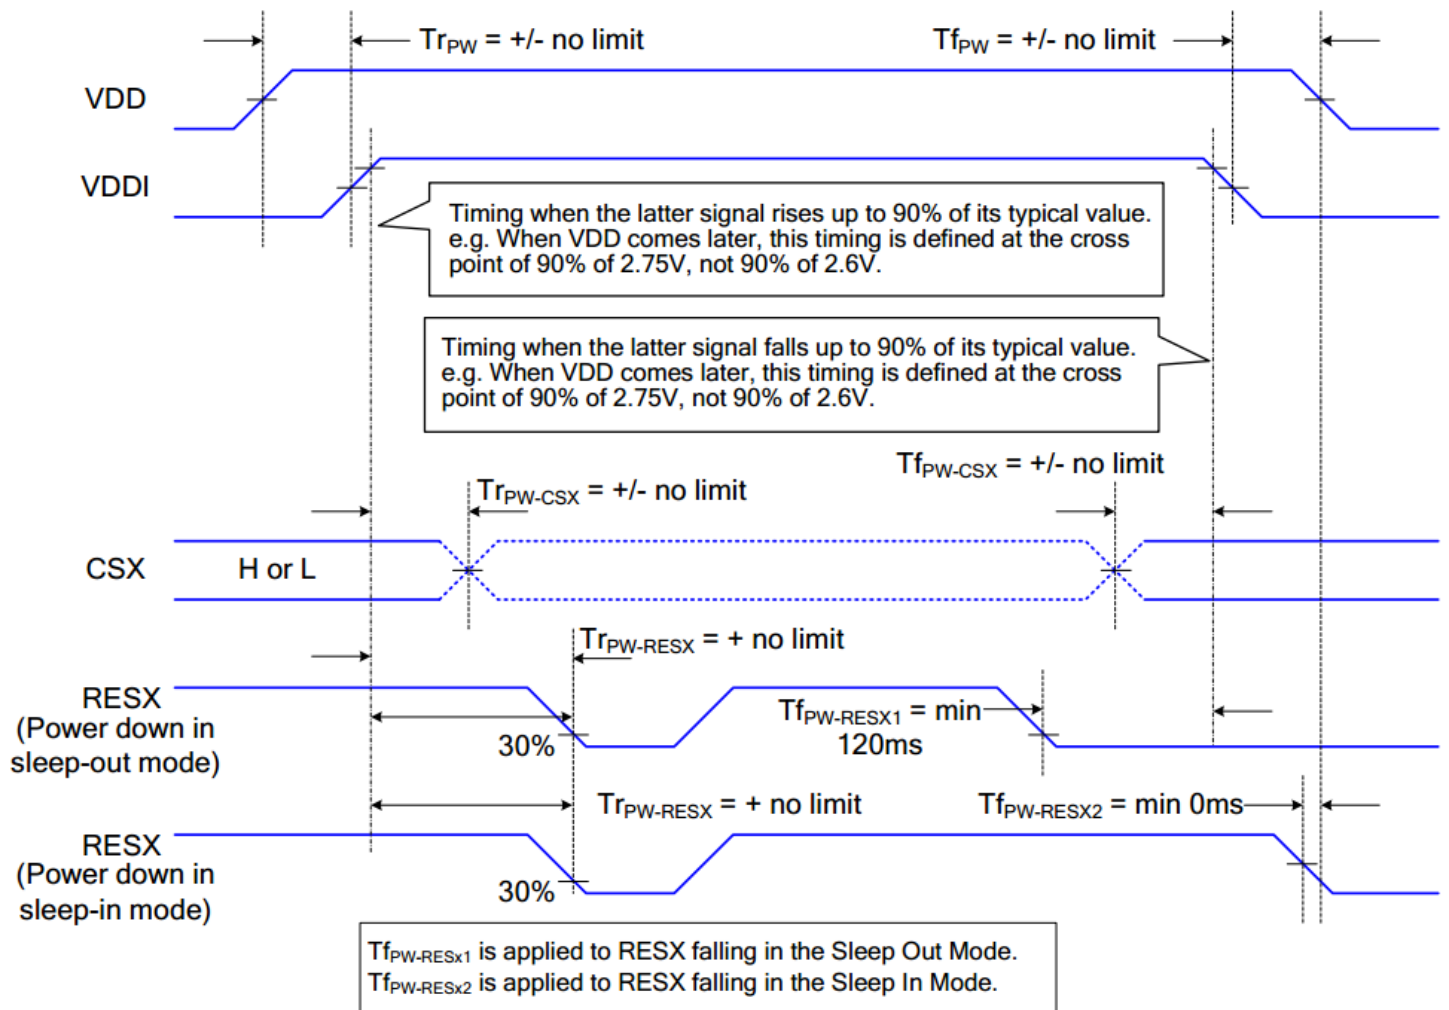 TrPW = +/- no limit
TfPW = +/- no limit
VDD
VDDI
Timing when the latter signal rises up to 90% of its typical value.
e.g. When VDD comes later, this timing is defined at the cross
point of 90% of 2.75V, not 90% of 2.6V.
Timing when the latter signal falls up to 90% of its typical value.
e.g. When VDD comes later, this timing is defined at the cross
point of 90% of 2.75V, not 90% of 2.6V.
TfPW-CSX = +/- no limit
TrPW-CSX = +/- no limit
CSX
H or L
TrPW-RESX = + no limit
RESX
(Power down in
sleep-out mode)
30%
TfPW-RESX1 = min
120ms
TrPW-RESX = + no limit
TfPW-RESX2 = min 0ms
RESX
(Power down in
sleep-in mode)
30%
TfPW-RESx1 is applied to RESX falling in the Sleep Out Mode.
TfPW-RESx2 is applied to RESX falling in the Sleep In Mode.